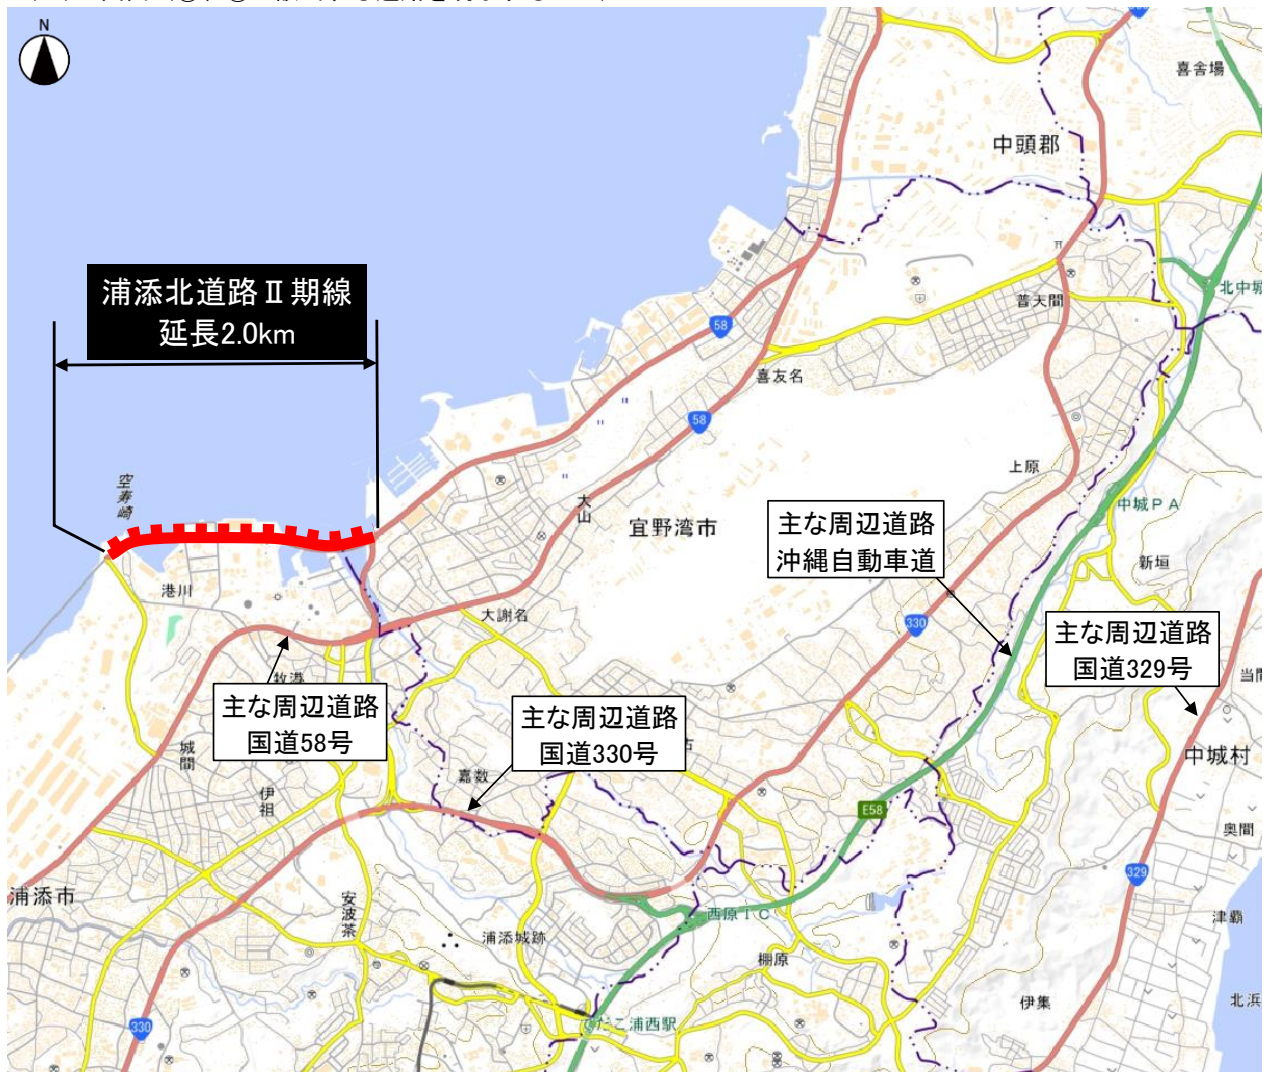 N
喜舎場
中頭郡
浦添北道路Ⅱ期線
延長2.0km
北中城
普天間
58
喜友名
58
上原
空寿崎
大山
宜野湾市
主な周辺道路
沖縄自動車道
中城PA
新垣
港川
大謝名
330
主な周辺道路
国道329号
当間
牧港
主な周辺道路
国道58号
主な周辺道路
国道330号
城間
嘉数
中城村
伊祖
E58
奥間
329
浦添市
安波茶
西原IC
津覇
浦添城跡
棚原
伊集
北浜
330
てだこ浦西駅